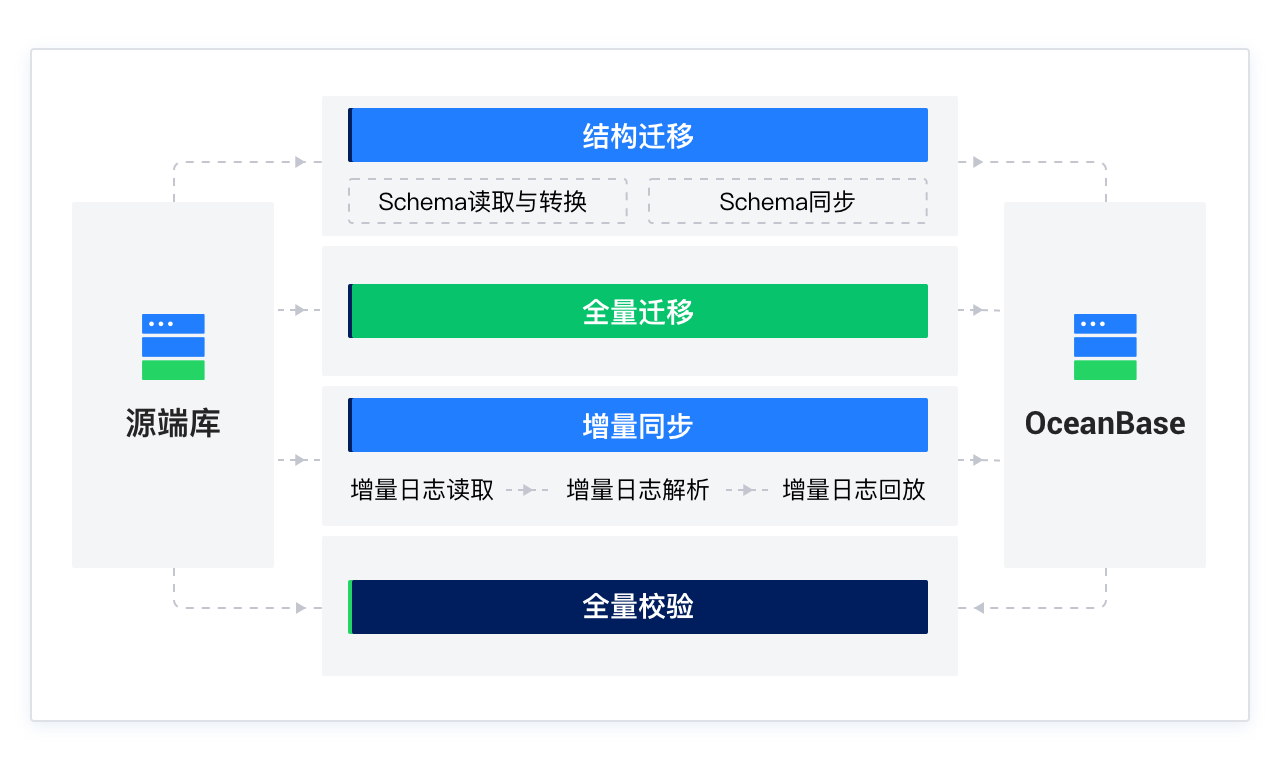 结构迁移
Schema读取与转换
Schema同步
全量迁移
源端库
OceanBase
增量同步
增量日志读取
增量日志解析
增量日志回放
全量校验